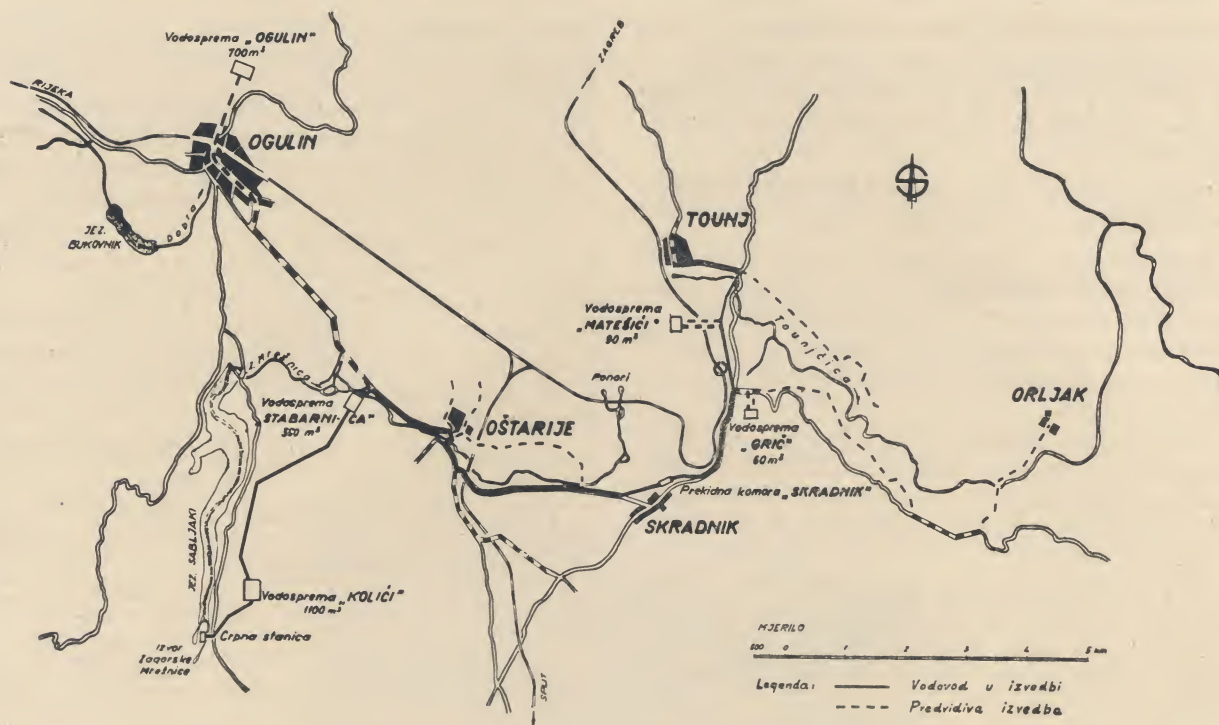 Vodosprema „OGULIN"
700 m³
RIJEKA
OGULIN
JEZ.
BUKOVNIK
Dobra
ZAGREB
TOUNJ
Vodosprema
„MATEŠIĆI"
90 m³
Tounjčica
Z. Mrežnica
Vodosprema
„STABARNICA"
550 m³
OŠTARIJE
Ponori
Vodosprema
„GRIĆ"
60 m³
ORLJAK
Prekidna komora „SKRADNIK"
SKRADNIK
JEZ. SABLJAKI
Vodosprema „KOLIĆI"
1100 m³
Crpna stanica
Izvor
Zagorske
Mrežnice
SPLIT
MJERILO
500 0 1 2 3 4 5 km
Legenda: Vodovod u izvedbi
Predvidiva izvedba